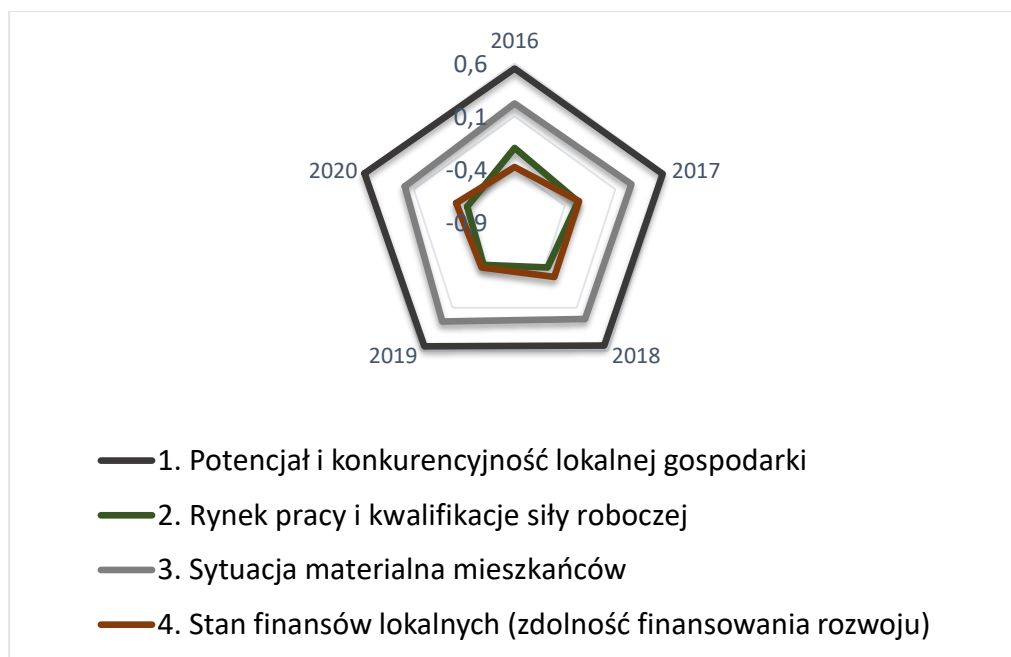 2016
0,6
0,1
2020
-0,4
2017
-0,9
2019
2018
1. Potencjał i konkurencyjność lokalnej gospodarki
2. Rynek pracy i kwalifikacje siły roboczej
3. Sytuacja materialna mieszkańców
4. Stan finansów lokalnych (zdolność finansowania rozwoju)